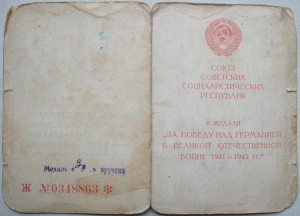 Медаль « » вручена
Ж №0348863 ✻
СОЮЗ
СОВЕТСКИХ
СОЦИАЛИСТИЧЕСКИХ
РЕСПУБЛИК
К МЕДАЛИ
„ЗА ПОБЕДУ НАД ГЕРМАНИЕЙ
В ВЕЛИКОЙ ОТЕЧЕСТВЕННОЙ
ВОЙНЕ 1941—1945 гг."